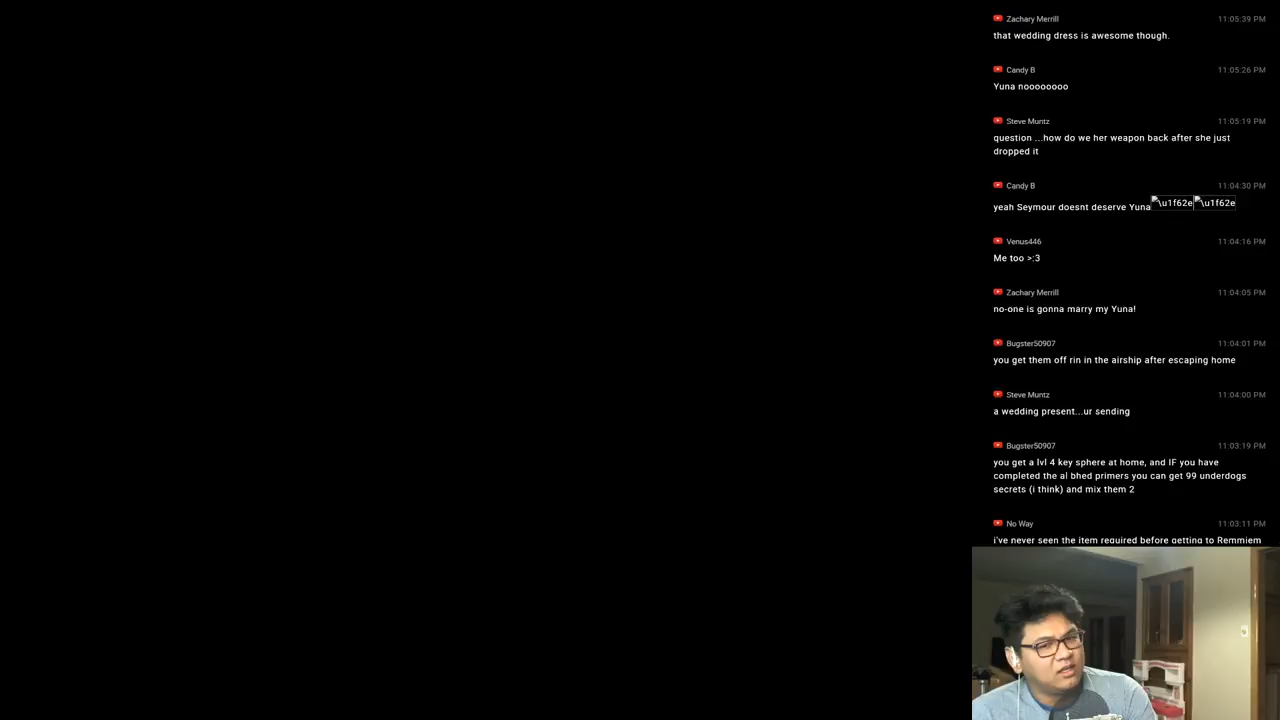 Zachary Merrill 11:05:39 PM
that wedding dress is awesome though.
Candy B 11:05:26 PM
Yuna noooooooo
Steve Muntz 11:05:19 PM
question ...how do we her weapon back after she just
dropped it
Candy B 11:04:30 PM
yeah Seymour doesnt deserve Yuna\u1f62e\u1f62e
Venus446 11:04:16 PM
Me too >:3
Zachary Merrill 11:04:05 PM
no-one is gonna marry my Yuna!
Bugster50907 11:04:01 PM
you get them off rin in the airship after escaping home
Steve Muntz 11:04:00 PM
a wedding present...ur sending
Bugster50907 11:03:19 PM
you get a lvl 4 key sphere at home, and IF you have
completed the al bhed primers you can get 99 underdogs
secrets (i think) and mix them 2
No Way 11:03:11 PM
i've never seen the item required before getting to Remmiem